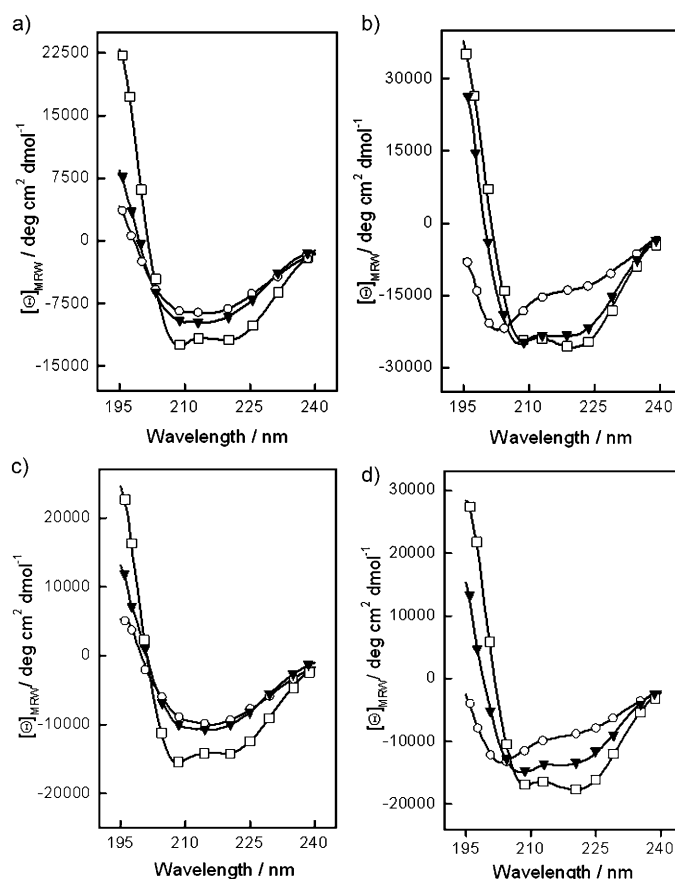 a)
[Θ]MRW / deg cm² dmol⁻¹
22500
15000
7500
0
-7500
-15000
195 210 225 240
Wavelength / nm
b)
[Θ]MRW / deg cm² dmol⁻¹
30000
15000
0
-15000
-30000
195 210 225 240
Wavelength / nm
c)
[Θ]MRW/ deg cm² dmol⁻¹
20000
10000
0
-10000
-20000
195 210 225 240
Wavelength / nm
d)
[Θ]MRW / deg cm² dmol⁻¹
30000
20000
10000
0
-10000
-20000
195 210 225 240
Wavelength / nm